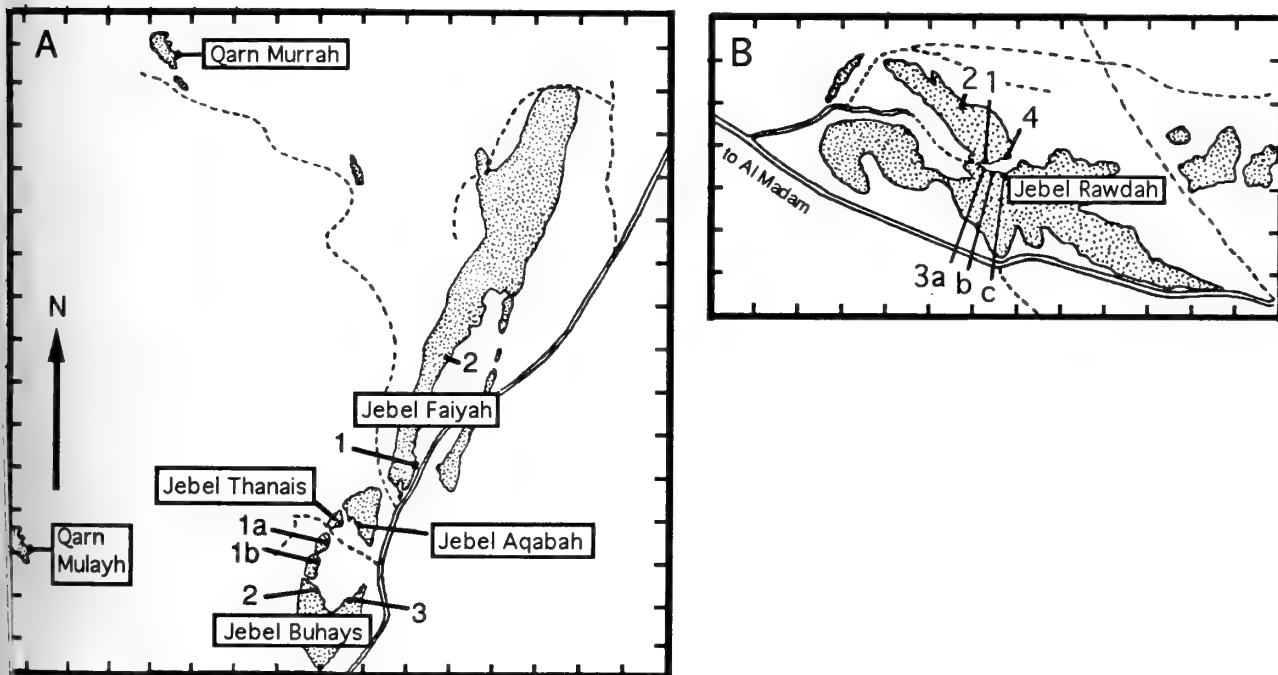 A
Qarn Murrah
N
2
Jebel Faiyah
1
Jebel Thanais
1a
Jebel Aqabah
1b
Qarn
Mulayh
2
3
Jebel Buhays
B
2
1
4
to Al Madam
Jebel Rawdah
3a
b
c